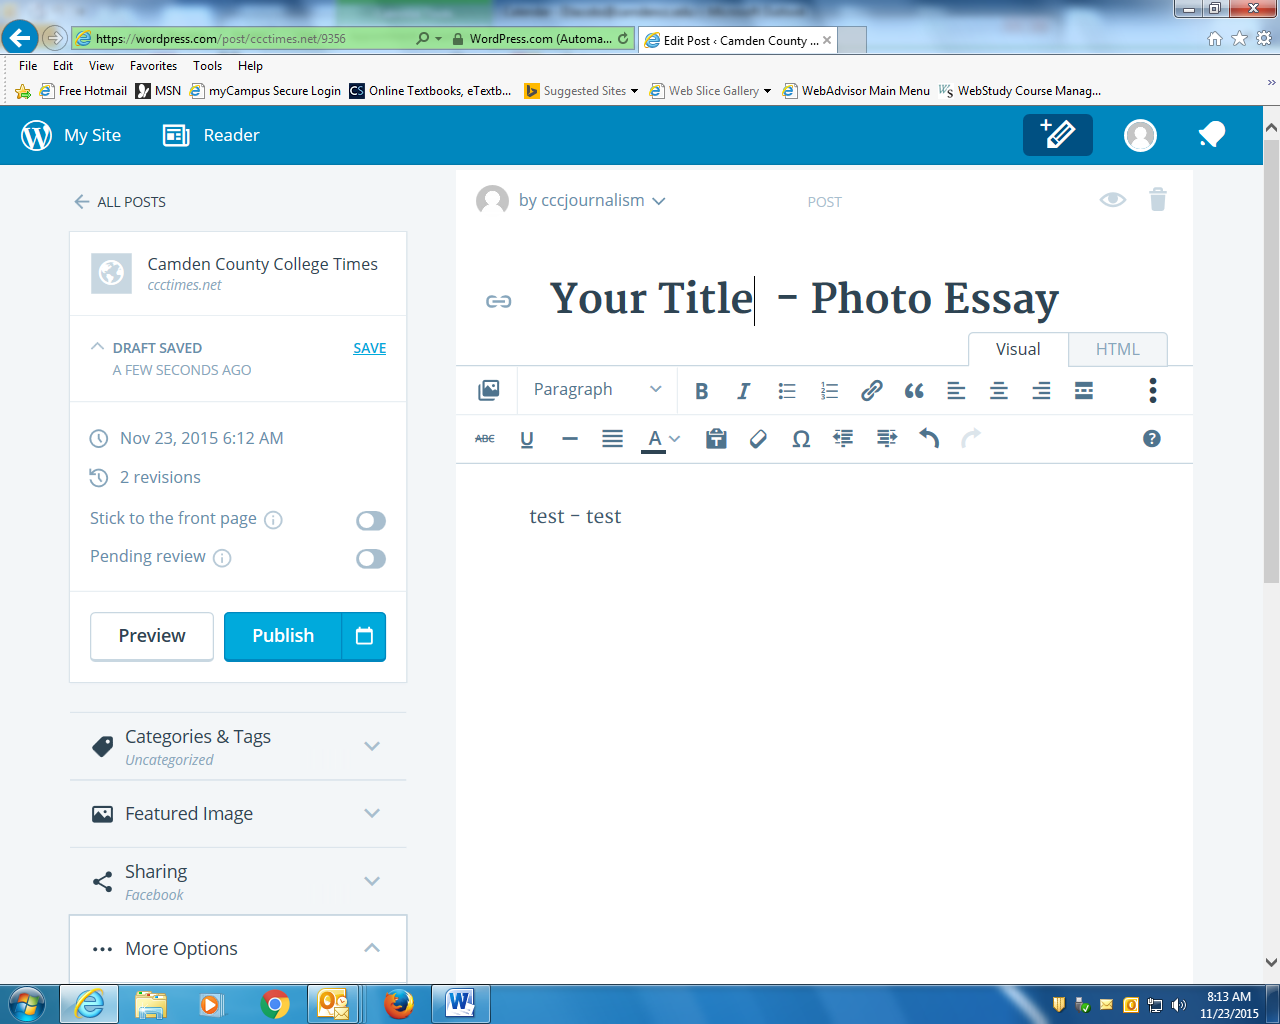 https://wordpress.com/post/ccctimes.net/9356
WordPress.com (Automa...
Edit Post ‹ Camden County ...
File Edit View Favorites Tools Help
Free Hotmail MSN myCampus Secure Login CS Online Textbooks, eTextb... Suggested Sites Web Slice Gallery WebAdvisor Main Menu WS WebStudy Course Manag...
My Site Reader
ALL POSTS
by cccjournalism POST
Camden County College Times
ccctimes.net
Your Title - Photo Essay
DRAFT SAVED SAVE
A FEW SECONDS AGO
Visual HTML
Paragraph B I
ABC U A T Ω ?
Nov 23, 2015 6:12 AM
2 revisions
Stick to the front page
Pending review
Preview Publish
test - test
Categories & Tags
Uncategorized
Featured Image
Sharing
Facebook
More Options
8:13 AM
11/23/2015